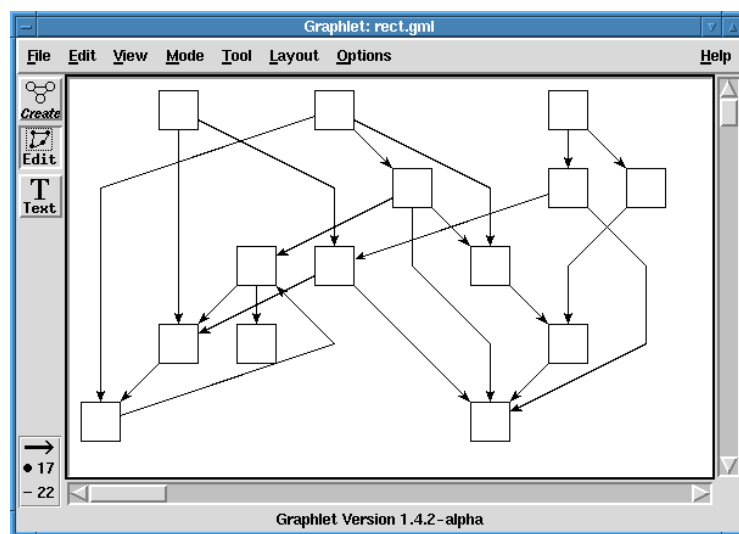 Graphlet: rect.gml
File Edit View Mode Tool Layout Options Help
Create
Edit
T
Text
17
- 22
Graphlet Version 1.4.2-alpha